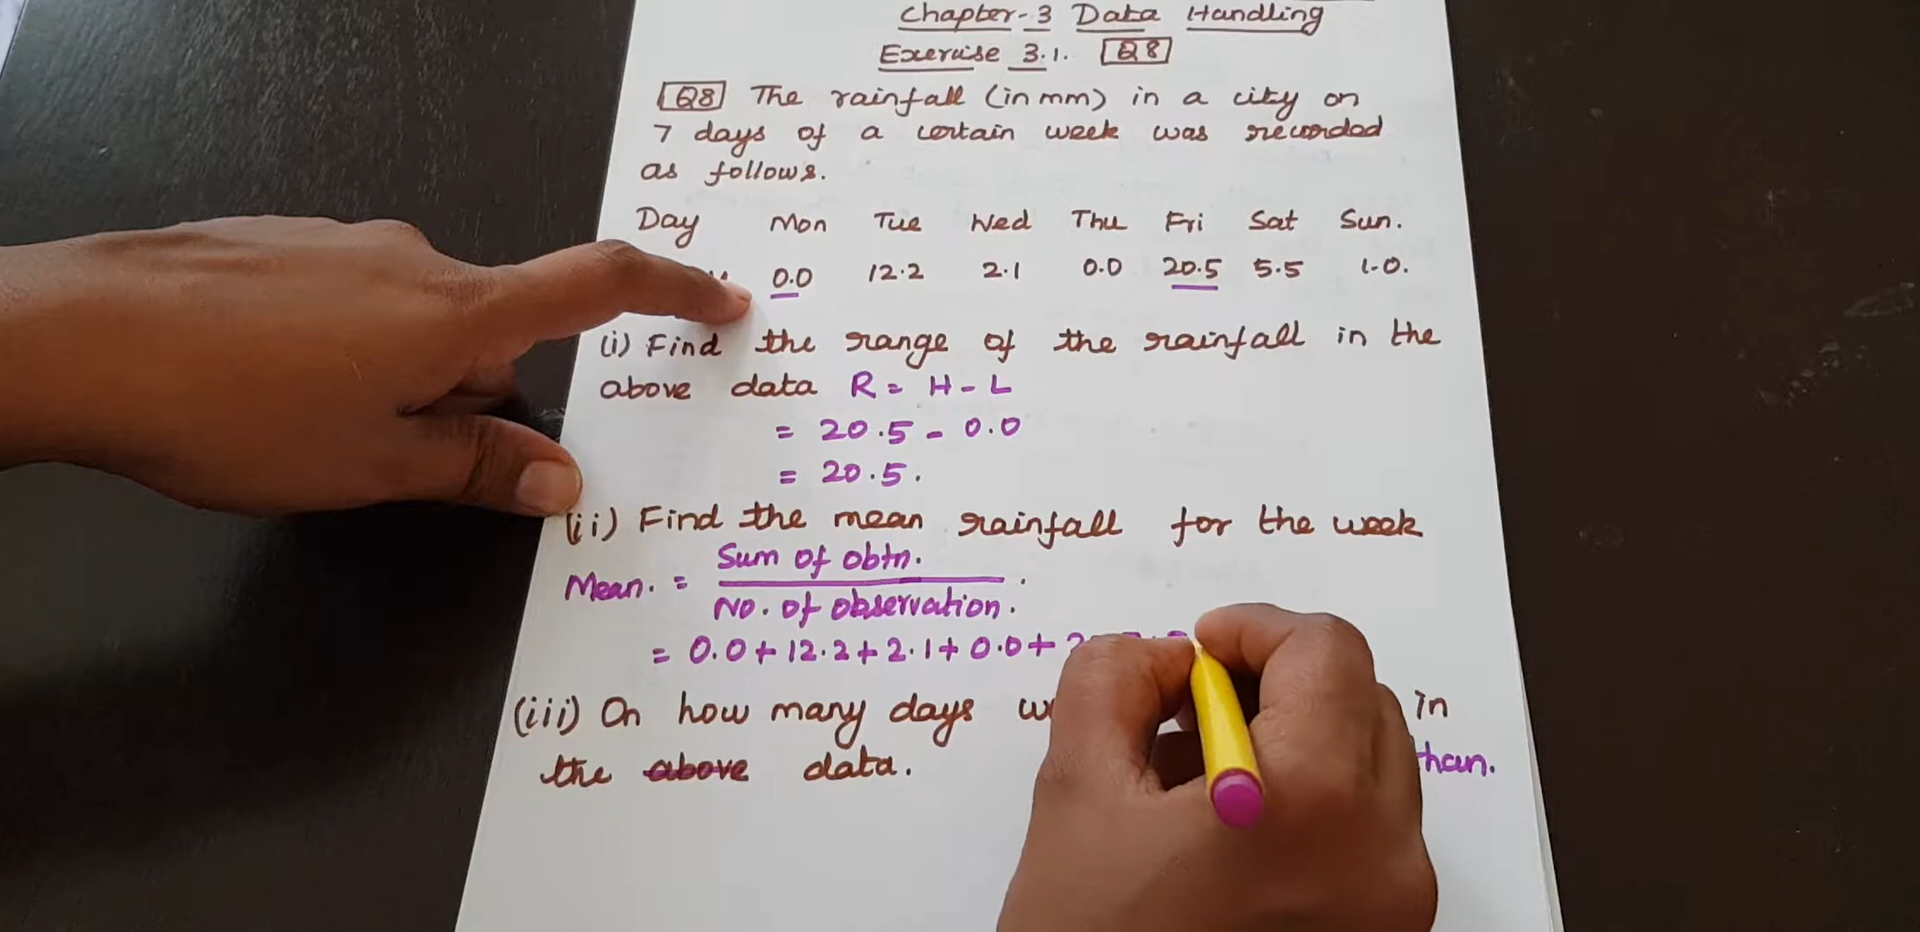 Chapter-3 Data Handling
Exercise 3.1. Q8
Q8 The rainfall (in mm) in a city on
7 days of a certain week was recorded
as follows.
Day Mon Tue Wed Thu Fri Sat Sun.
0.0 12.2 2.1 0.0 20.5 5.5 1.0.
(i) Find the range of the rainfall in the
above data R = H - L
= 20.5 - 0.0
= 20.5.
(ii) Find the mean rainfall for the week
Mean. = Sum of obtn.
No. of observation.
= 0.0+12.2+2.1+0.0+
(iii) On how many days in
the above data. han.